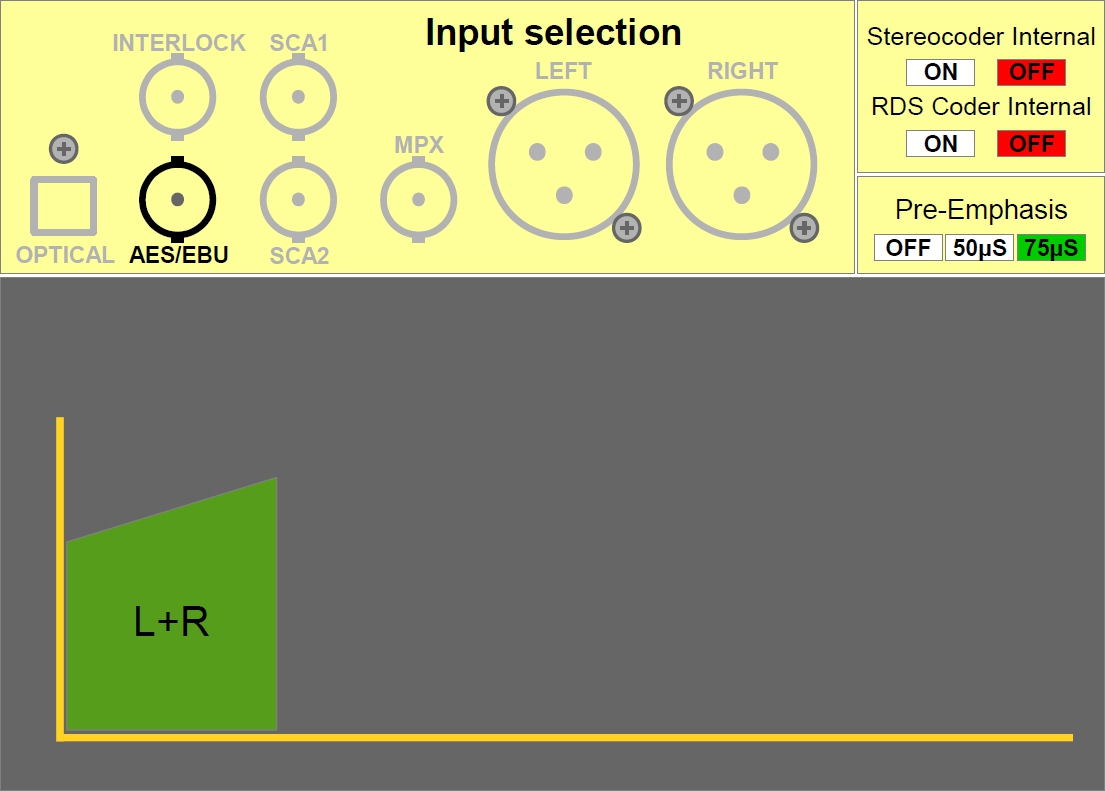 Input selection
INTERLOCK
SCA1
LEFT
RIGHT
MPX
OPTICAL
AES/EBU
SCA2
Stereocoder Internal
ON OFF
RDS Coder Internal
ON OFF
Pre-Emphasis
OFF 50µS 75µS
L+R